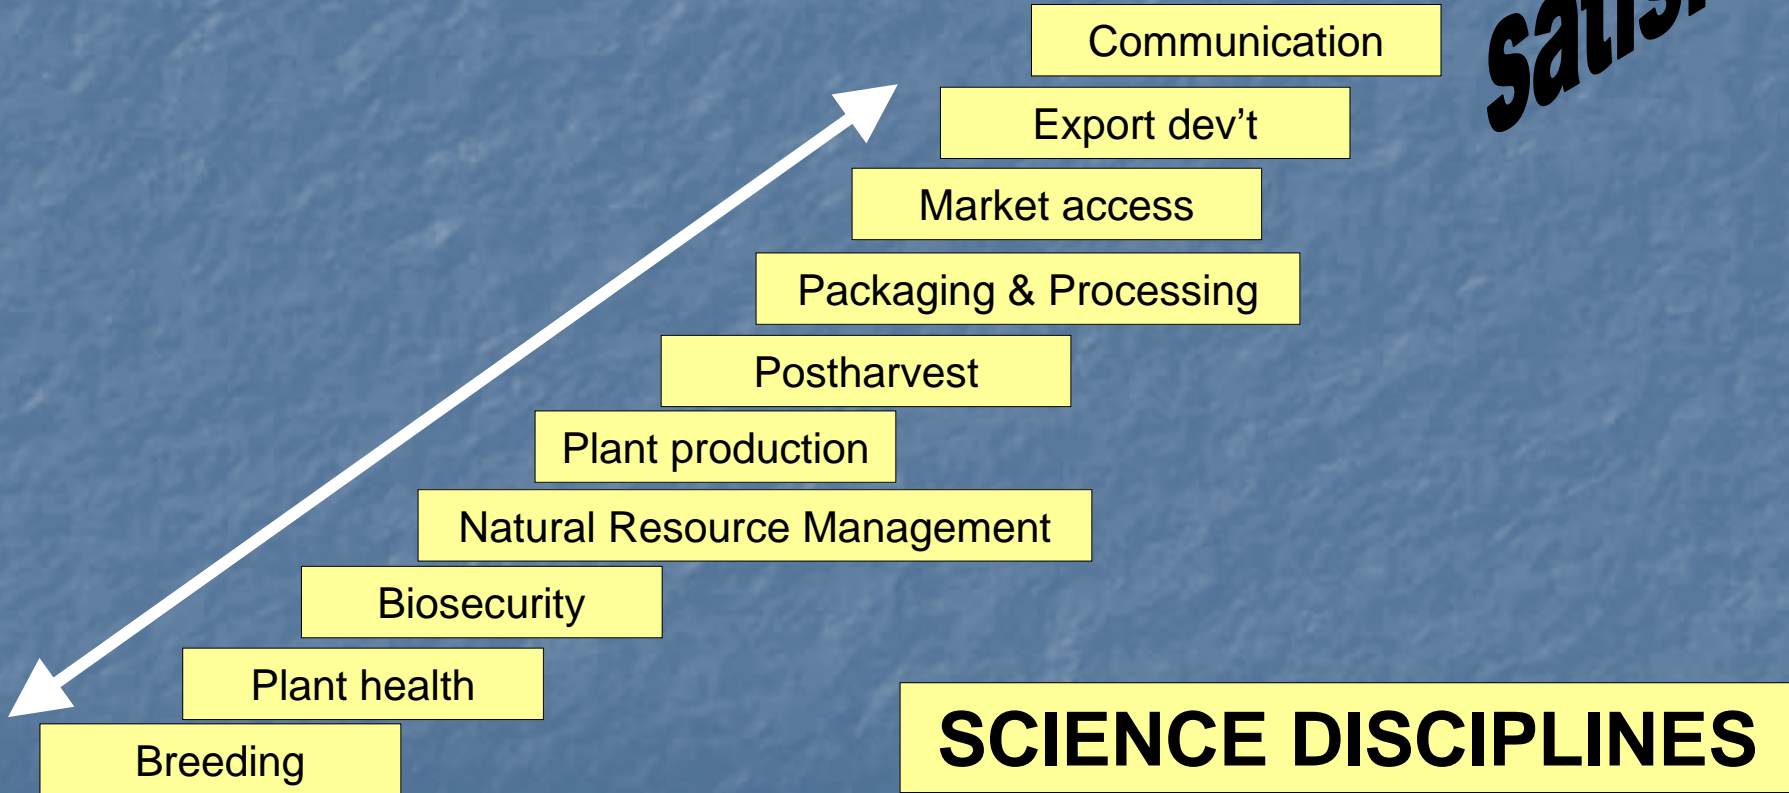 Communication
Export dev't
Market access
Packaging & Processing
Postharvest
Plant production
Natural Resource Management
Biosecurity
Plant health
Breeding
SCIENCE DISCIPLINES